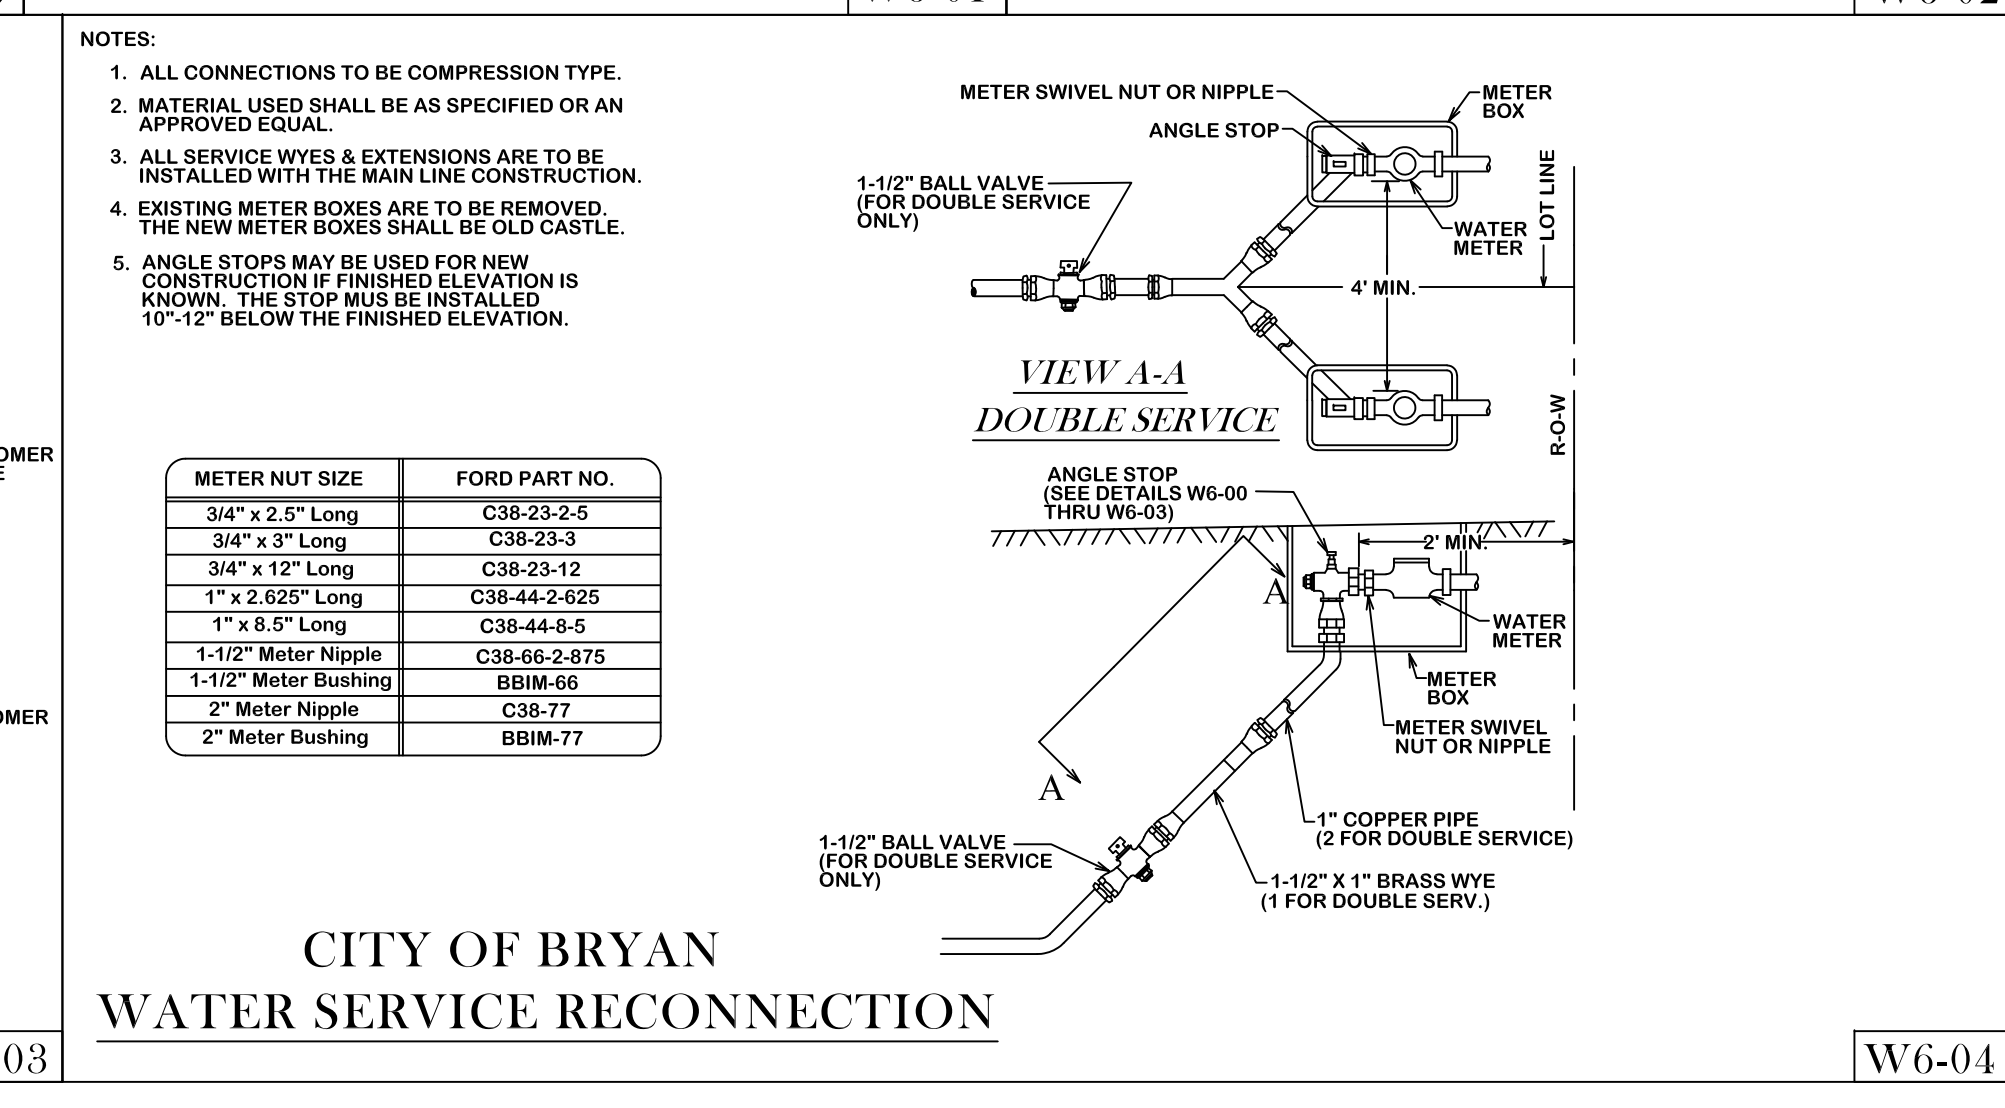 NOTES:
1. ALL CONNECTIONS TO BE COMPRESSION TYPE.
2. MATERIAL USED SHALL BE AS SPECIFIED OR AN
APPROVED EQUAL.
3. ALL SERVICE WYES & EXTENSIONS ARE TO BE
INSTALLED WITH THE MAIN LINE CONSTRUCTION.
4. EXISTING METER BOXES ARE TO BE REMOVED.
THE NEW METER BOXES SHALL BE OLD CASTLE.
5. ANGLE STOPS MAY BE USED FOR NEW
CONSTRUCTION IF FINISHED ELEVATION IS
KNOWN. THE STOP MUS BE INSTALLED
10"-12" BELOW THE FINISHED ELEVATION.
METER NUT SIZE FORD PART NO.
3/4" x 2.5" Long C38-23-2-5
3/4" x 3" Long C38-23-3
3/4" x 12" Long C38-23-12
1" x 2.625" Long C38-44-2-625
1" x 8.5" Long C38-44-8-5
1-1/2" Meter Nipple C38-66-2-875
1-1/2" Meter Bushing BBIM-66
2" Meter Nipple C38-77
2" Meter Bushing BBIM-77
METER SWIVEL NUT OR NIPPLE
ANGLE STOP
METER
BOX
1-1/2" BALL VALVE
(FOR DOUBLE SERVICE
ONLY)
WATER
METER
LOT LINE
4' MIN.
R-O-W
VIEW A-A
DOUBLE SERVICE
ANGLE STOP
(SEE DETAILS W6-00
THRU W6-03)
2' MIN.
A
WATER
METER
METER
BOX
METER SWIVEL
NUT OR NIPPLE
A
1" COPPER PIPE
(2 FOR DOUBLE SERVICE)
1-1/2" BALL VALVE
(FOR DOUBLE SERVICE
ONLY)
1-1/2" X 1" BRASS WYE
(1 FOR DOUBLE SERV.)
CITY OF BRYAN
WATER SERVICE RECONNECTION
OMER
OMER
03
W6-04